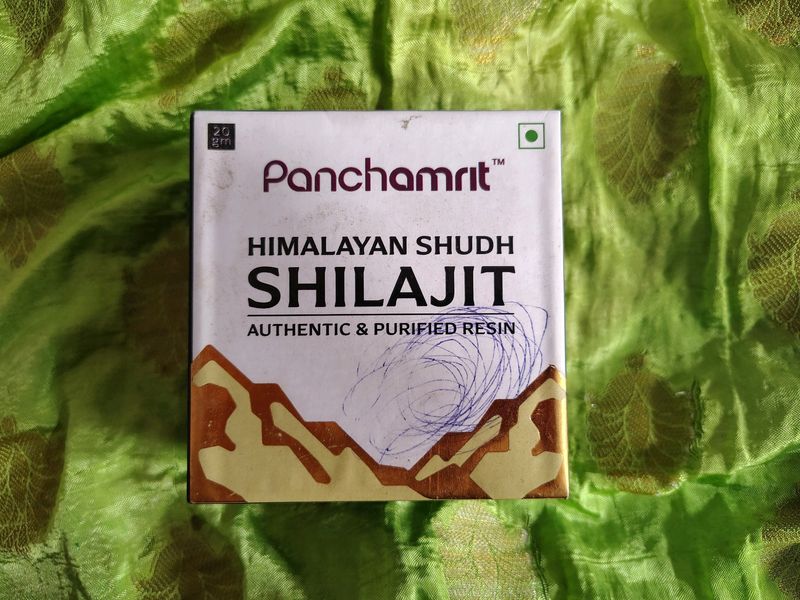 20
gm
Panchamrit™
HIMALAYAN SHUDH
SHILAJIT
AUTHENTIC & PURIFIED RESIN